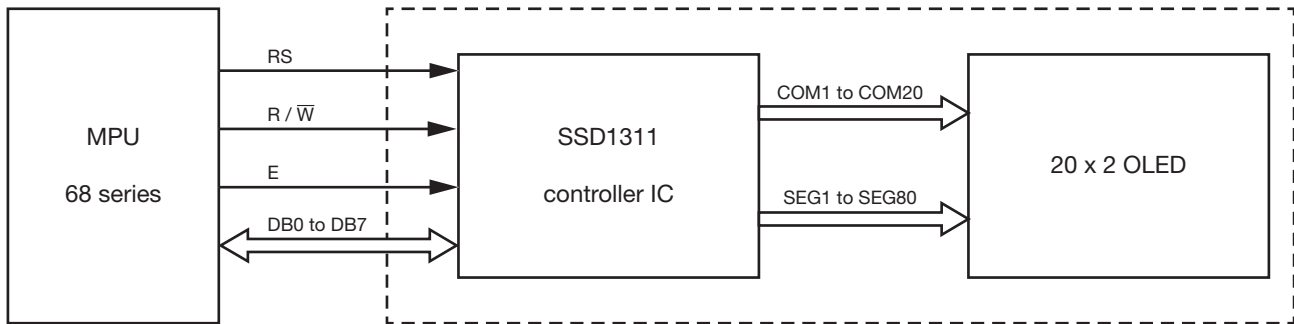 MPU
68 series
RS
R / W̅
E
DB0 to DB7
SSD1311
controller IC
COM1 to COM20
SEG1 to SEG80
20 x 2 OLED